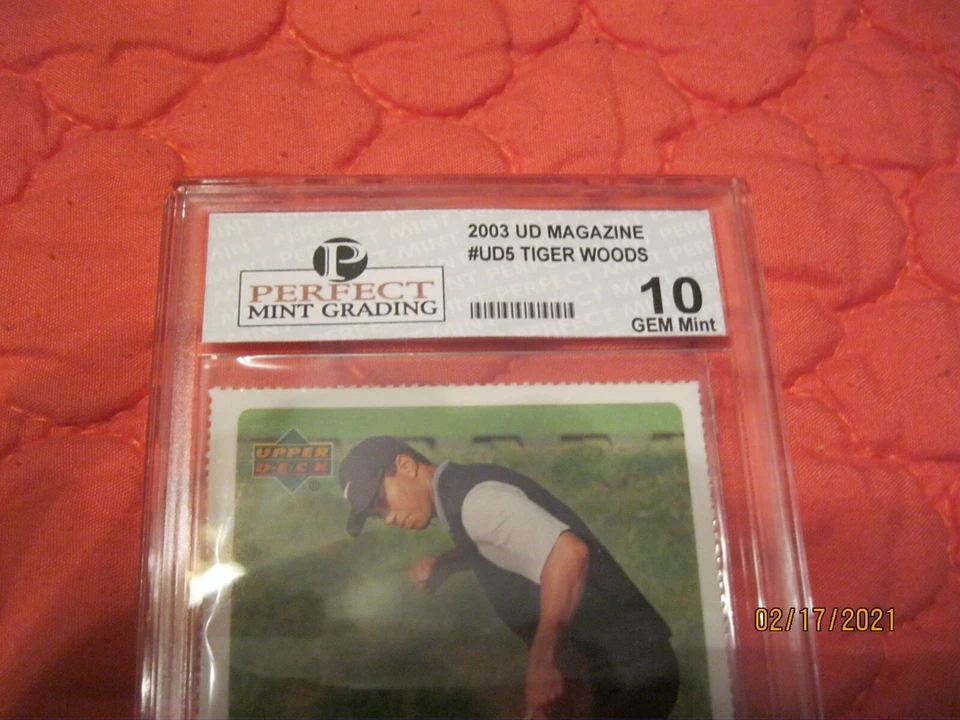 2003 UD MAGAZINE
#UD5 TIGER WOODS
P
PERFECT
MINT GRADING
10
GEM Mint
UPPER
DECK
®
02/17/2021